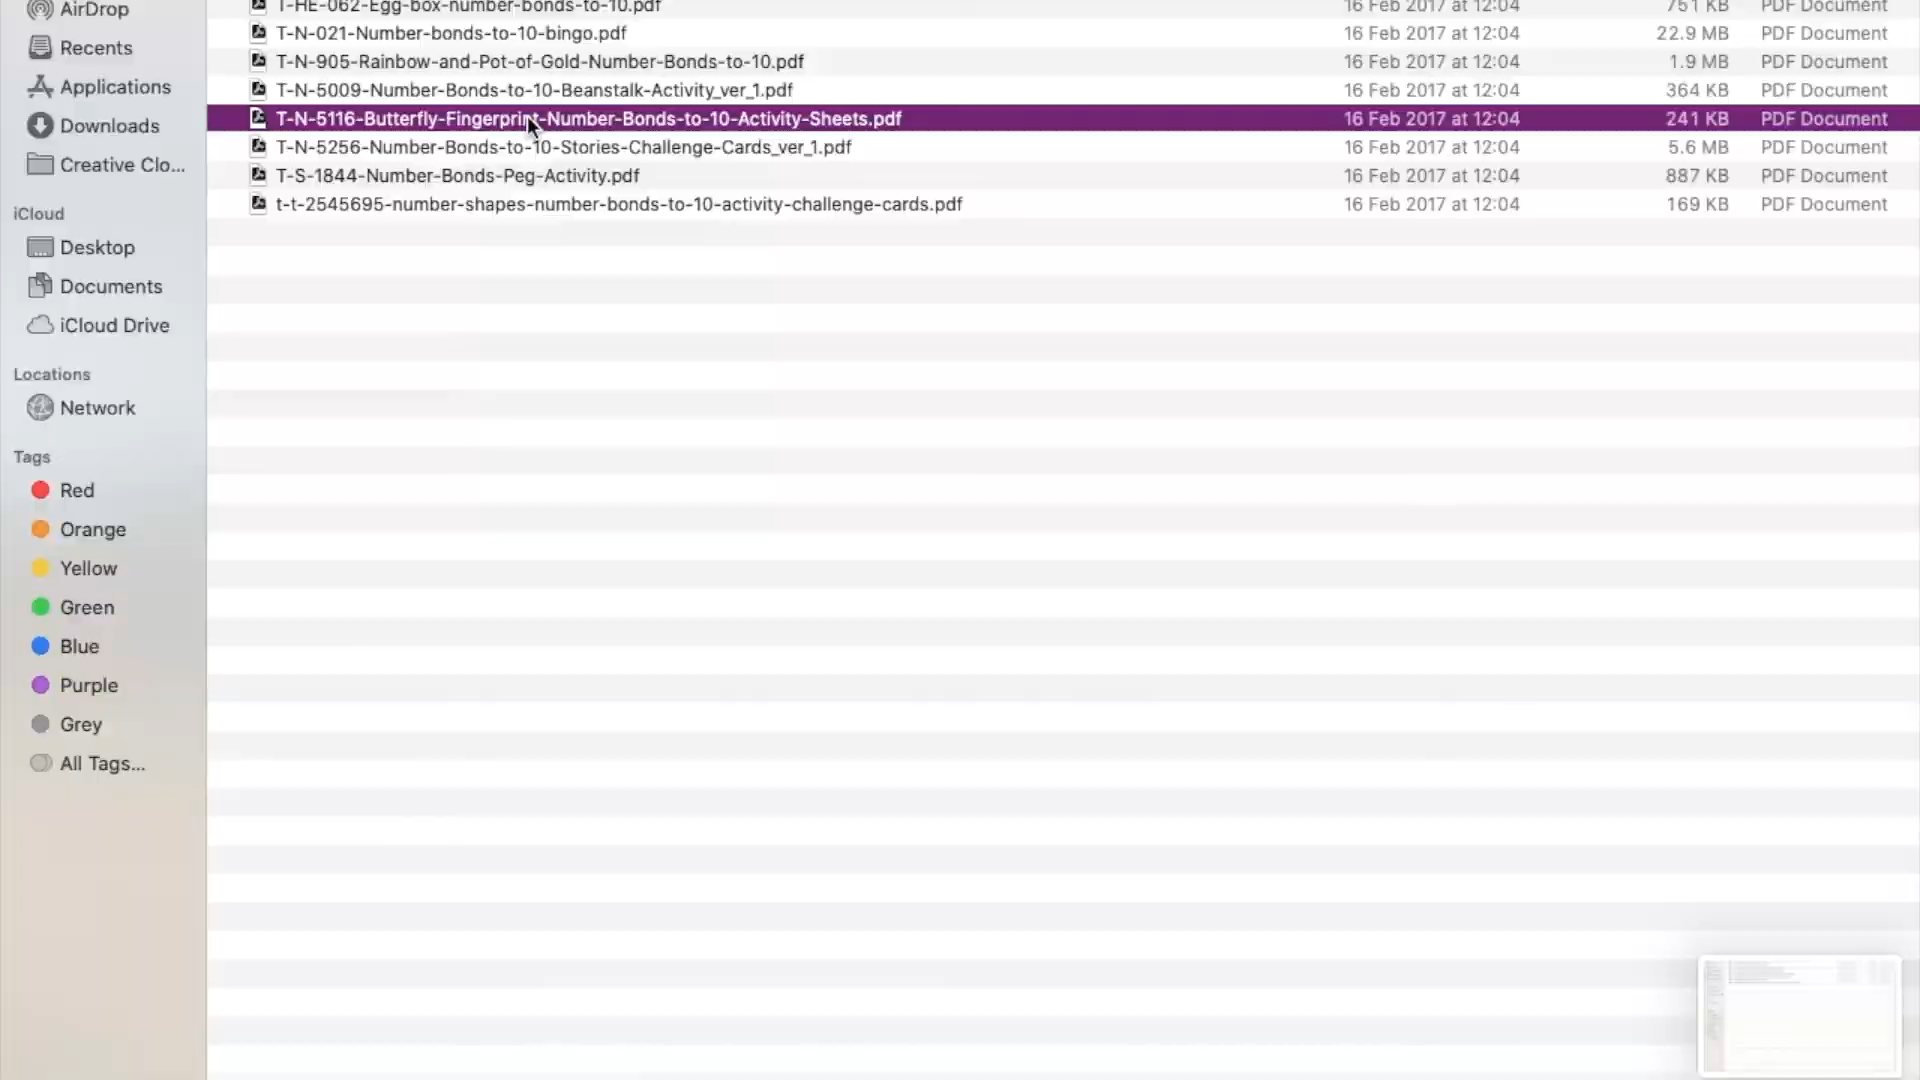 AirDrop
Recents
Applications
Downloads
Creative Clo...
iCloud
Desktop
Documents
iCloud Drive
Locations
Network
Tags
Red
Orange
Yellow
Green
Blue
Purple
Grey
All Tags...
T-HE-062-Egg-box-number-bonds-to-10.pdf 16 Feb 2017 at 12:04 751 KB PDF Document
T-N-021-Number-bonds-to-10-bingo.pdf 16 Feb 2017 at 12:04 22.9 MB PDF Document
T-N-905-Rainbow-and-Pot-of-Gold-Number-Bonds-to-10.pdf 16 Feb 2017 at 12:04 1.9 MB PDF Document
T-N-5009-Number-Bonds-to-10-Beanstalk-Activity_ver_1.pdf 16 Feb 2017 at 12:04 364 KB PDF Document
T-N-5116-Butterfly-Fingerprint-Number-Bonds-to-10-Activity-Sheets.pdf 16 Feb 2017 at 12:04 241 KB PDF Document
T-N-5256-Number-Bonds-to-10-Stories-Challenge-Cards_ver_1.pdf 16 Feb 2017 at 12:04 5.6 MB PDF Document
T-S-1844-Number-Bonds-Peg-Activity.pdf 16 Feb 2017 at 12:04 887 KB PDF Document
t-t-2545695-number-shapes-number-bonds-to-10-activity-challenge-cards.pdf 16 Feb 2017 at 12:04 169 KB PDF Document